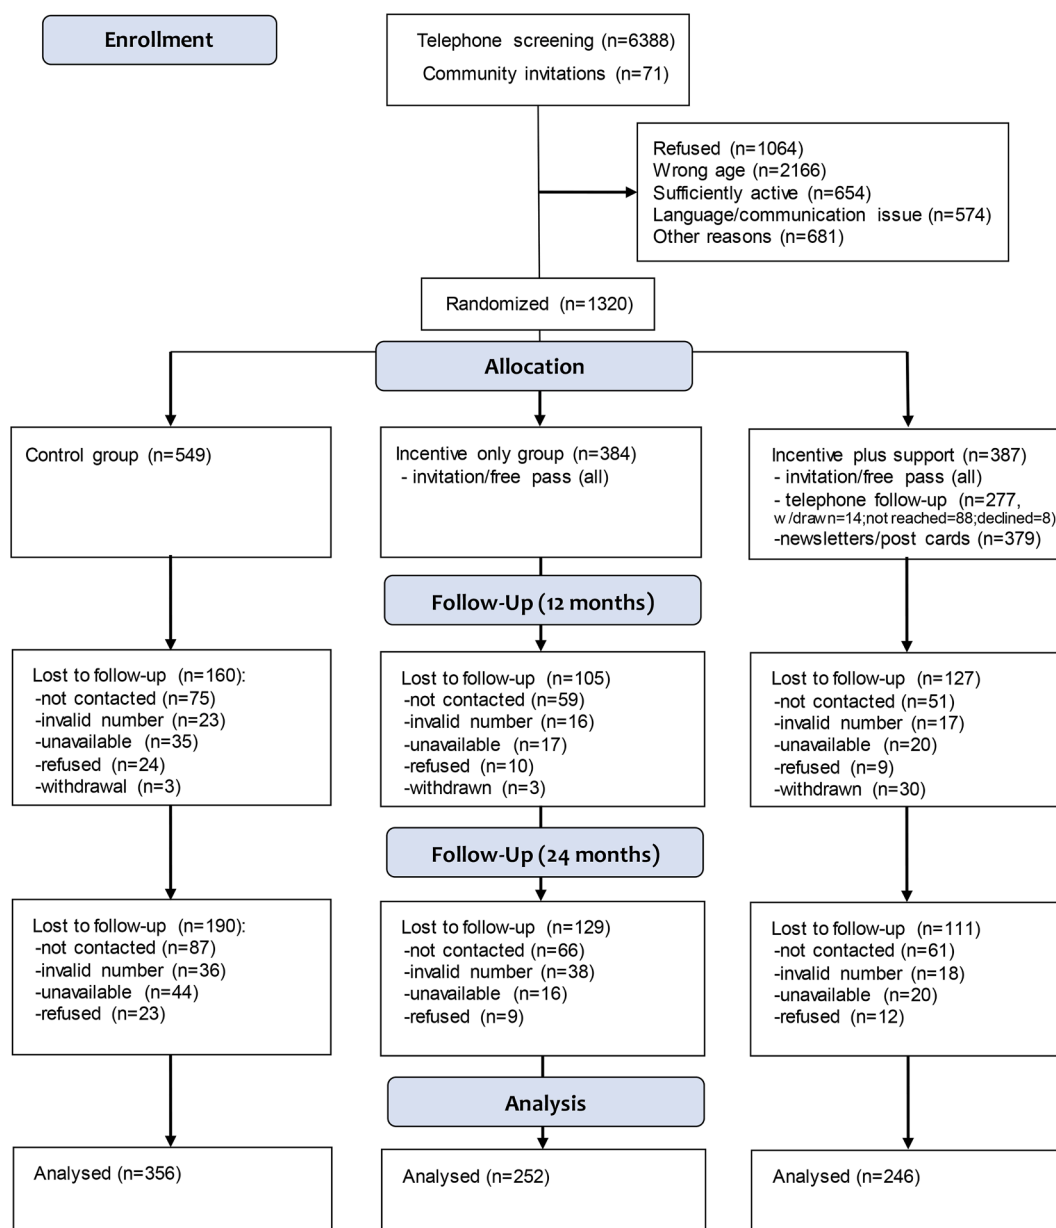 Enrollment
Telephone screening (n=6388)
Community invitations (n=71)
Refused (n=1064)
Wrong age (n=2166)
Sufficiently active (n=654)
Language/communication issue (n=574)
Other reasons (n=681)
Randomized (n=1320)
Allocation
Control group (n=549)
Incentive only group (n=384)
- invitation/free pass (all)
Incentive plus support (n=387)
- invitation/free pass (all)
- telephone follow-up (n=277,
w/drawn=14;not reached=88;declined=8)
-newsletters/post cards (n=379)
Follow-Up (12 months)
Lost to follow-up (n=160):
-not contacted (n=75)
-invalid number (n=23)
-unavailable (n=35)
-refused (n=24)
-withdrawal (n=3)
Lost to follow-up (n=105)
-not contacted (n=59)
-invalid number (n=16)
-unavailable (n=17)
-refused (n=10)
-withdrawn (n=3)
Lost to follow-up (n=127)
-not contacted (n=51)
-invalid number (n=17)
-unavailable (n=20)
-refused (n=9)
-withdrawn (n=30)
Follow-Up (24 months)
Lost to follow-up (n=190):
-not contacted (n=87)
-invalid number (n=36)
-unavailable (n=44)
-refused (n=23)
Lost to follow-up (n=129)
-not contacted (n=66)
-invalid number (n=38)
-unavailable (n=16)
-refused (n=9)
Lost to follow-up (n=111)
-not contacted (n=61)
-invalid number (n=18)
-unavailable (n=20)
-refused (n=12)
Analysis
Analysed (n=356)
Analysed (n=252)
Analysed (n=246)